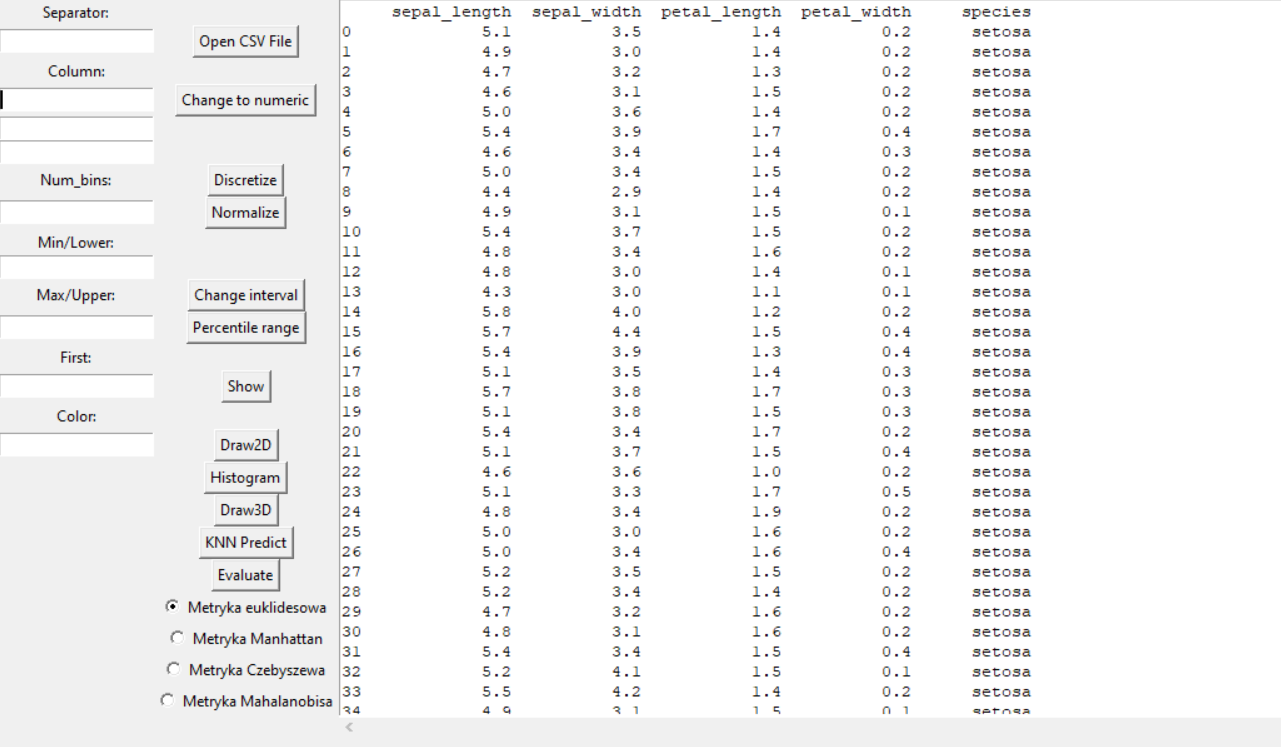 Separator:
Open CSV File
Column:
Change to numeric
Num_bins:
Discretize
Normalize
Min/Lower:
Max/Upper:
Change interval
Percentile range
First:
Show
Color:
Draw2D
Histogram
Draw3D
KNN Predict
Evaluate
Metryka euklidesowa
Metryka Manhattan
Metryka Czebyszewa
Metryka Mahalanobisa
sepal_length sepal_width petal_length petal_width species
0 5.1 3.5 1.4 0.2 setosa
1 4.9 3.0 1.4 0.2 setosa
2 4.7 3.2 1.3 0.2 setosa
3 4.6 3.1 1.5 0.2 setosa
4 5.0 3.6 1.4 0.2 setosa
5 5.4 3.9 1.7 0.4 setosa
6 4.6 3.4 1.4 0.3 setosa
7 5.0 3.4 1.5 0.2 setosa
8 4.4 2.9 1.4 0.2 setosa
9 4.9 3.1 1.5 0.1 setosa
10 5.4 3.7 1.5 0.2 setosa
11 4.8 3.4 1.6 0.2 setosa
12 4.8 3.0 1.4 0.1 setosa
13 4.3 3.0 1.1 0.1 setosa
14 5.8 4.0 1.2 0.2 setosa
15 5.7 4.4 1.5 0.4 setosa
16 5.4 3.9 1.3 0.4 setosa
17 5.1 3.5 1.4 0.3 setosa
18 5.7 3.8 1.7 0.3 setosa
19 5.1 3.8 1.5 0.3 setosa
20 5.4 3.4 1.7 0.2 setosa
21 5.1 3.7 1.5 0.4 setosa
22 4.6 3.6 1.0 0.2 setosa
23 5.1 3.3 1.7 0.5 setosa
24 4.8 3.4 1.9 0.2 setosa
25 5.0 3.0 1.6 0.2 setosa
26 5.0 3.4 1.6 0.4 setosa
27 5.2 3.5 1.5 0.2 setosa
28 5.2 3.4 1.4 0.2 setosa
29 4.7 3.2 1.6 0.2 setosa
30 4.8 3.1 1.6 0.2 setosa
31 5.4 3.4 1.5 0.4 setosa
32 5.2 4.1 1.5 0.1 setosa
33 5.5 4.2 1.4 0.2 setosa
34 4.9 3.1 1.5 0.1 setosa